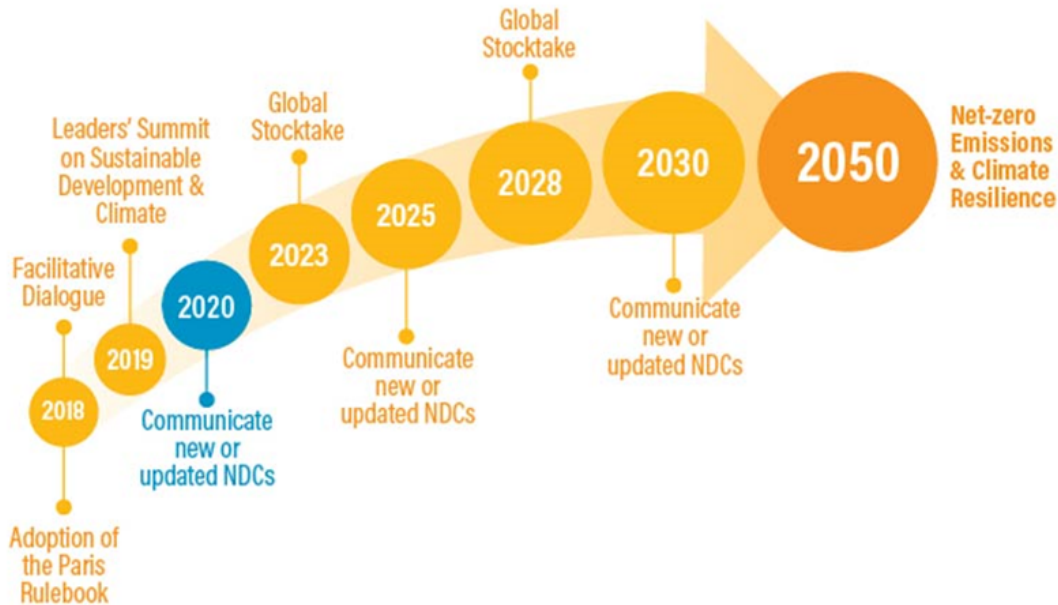 Facilitative
Dialogue
2018
Adoption of
the Paris
Rulebook
Leaders' Summit
on Sustainable
Development &
Climate
2019
2020
Communicate
new or
updated NDCs
Global
Stocktake
2023
2025
Communicate
new or
updated NDCs
Global
Stocktake
2028
2030
Communicate
new or
updated NDCs
2050
Net-zero
Emissions
& Climate
Resilience